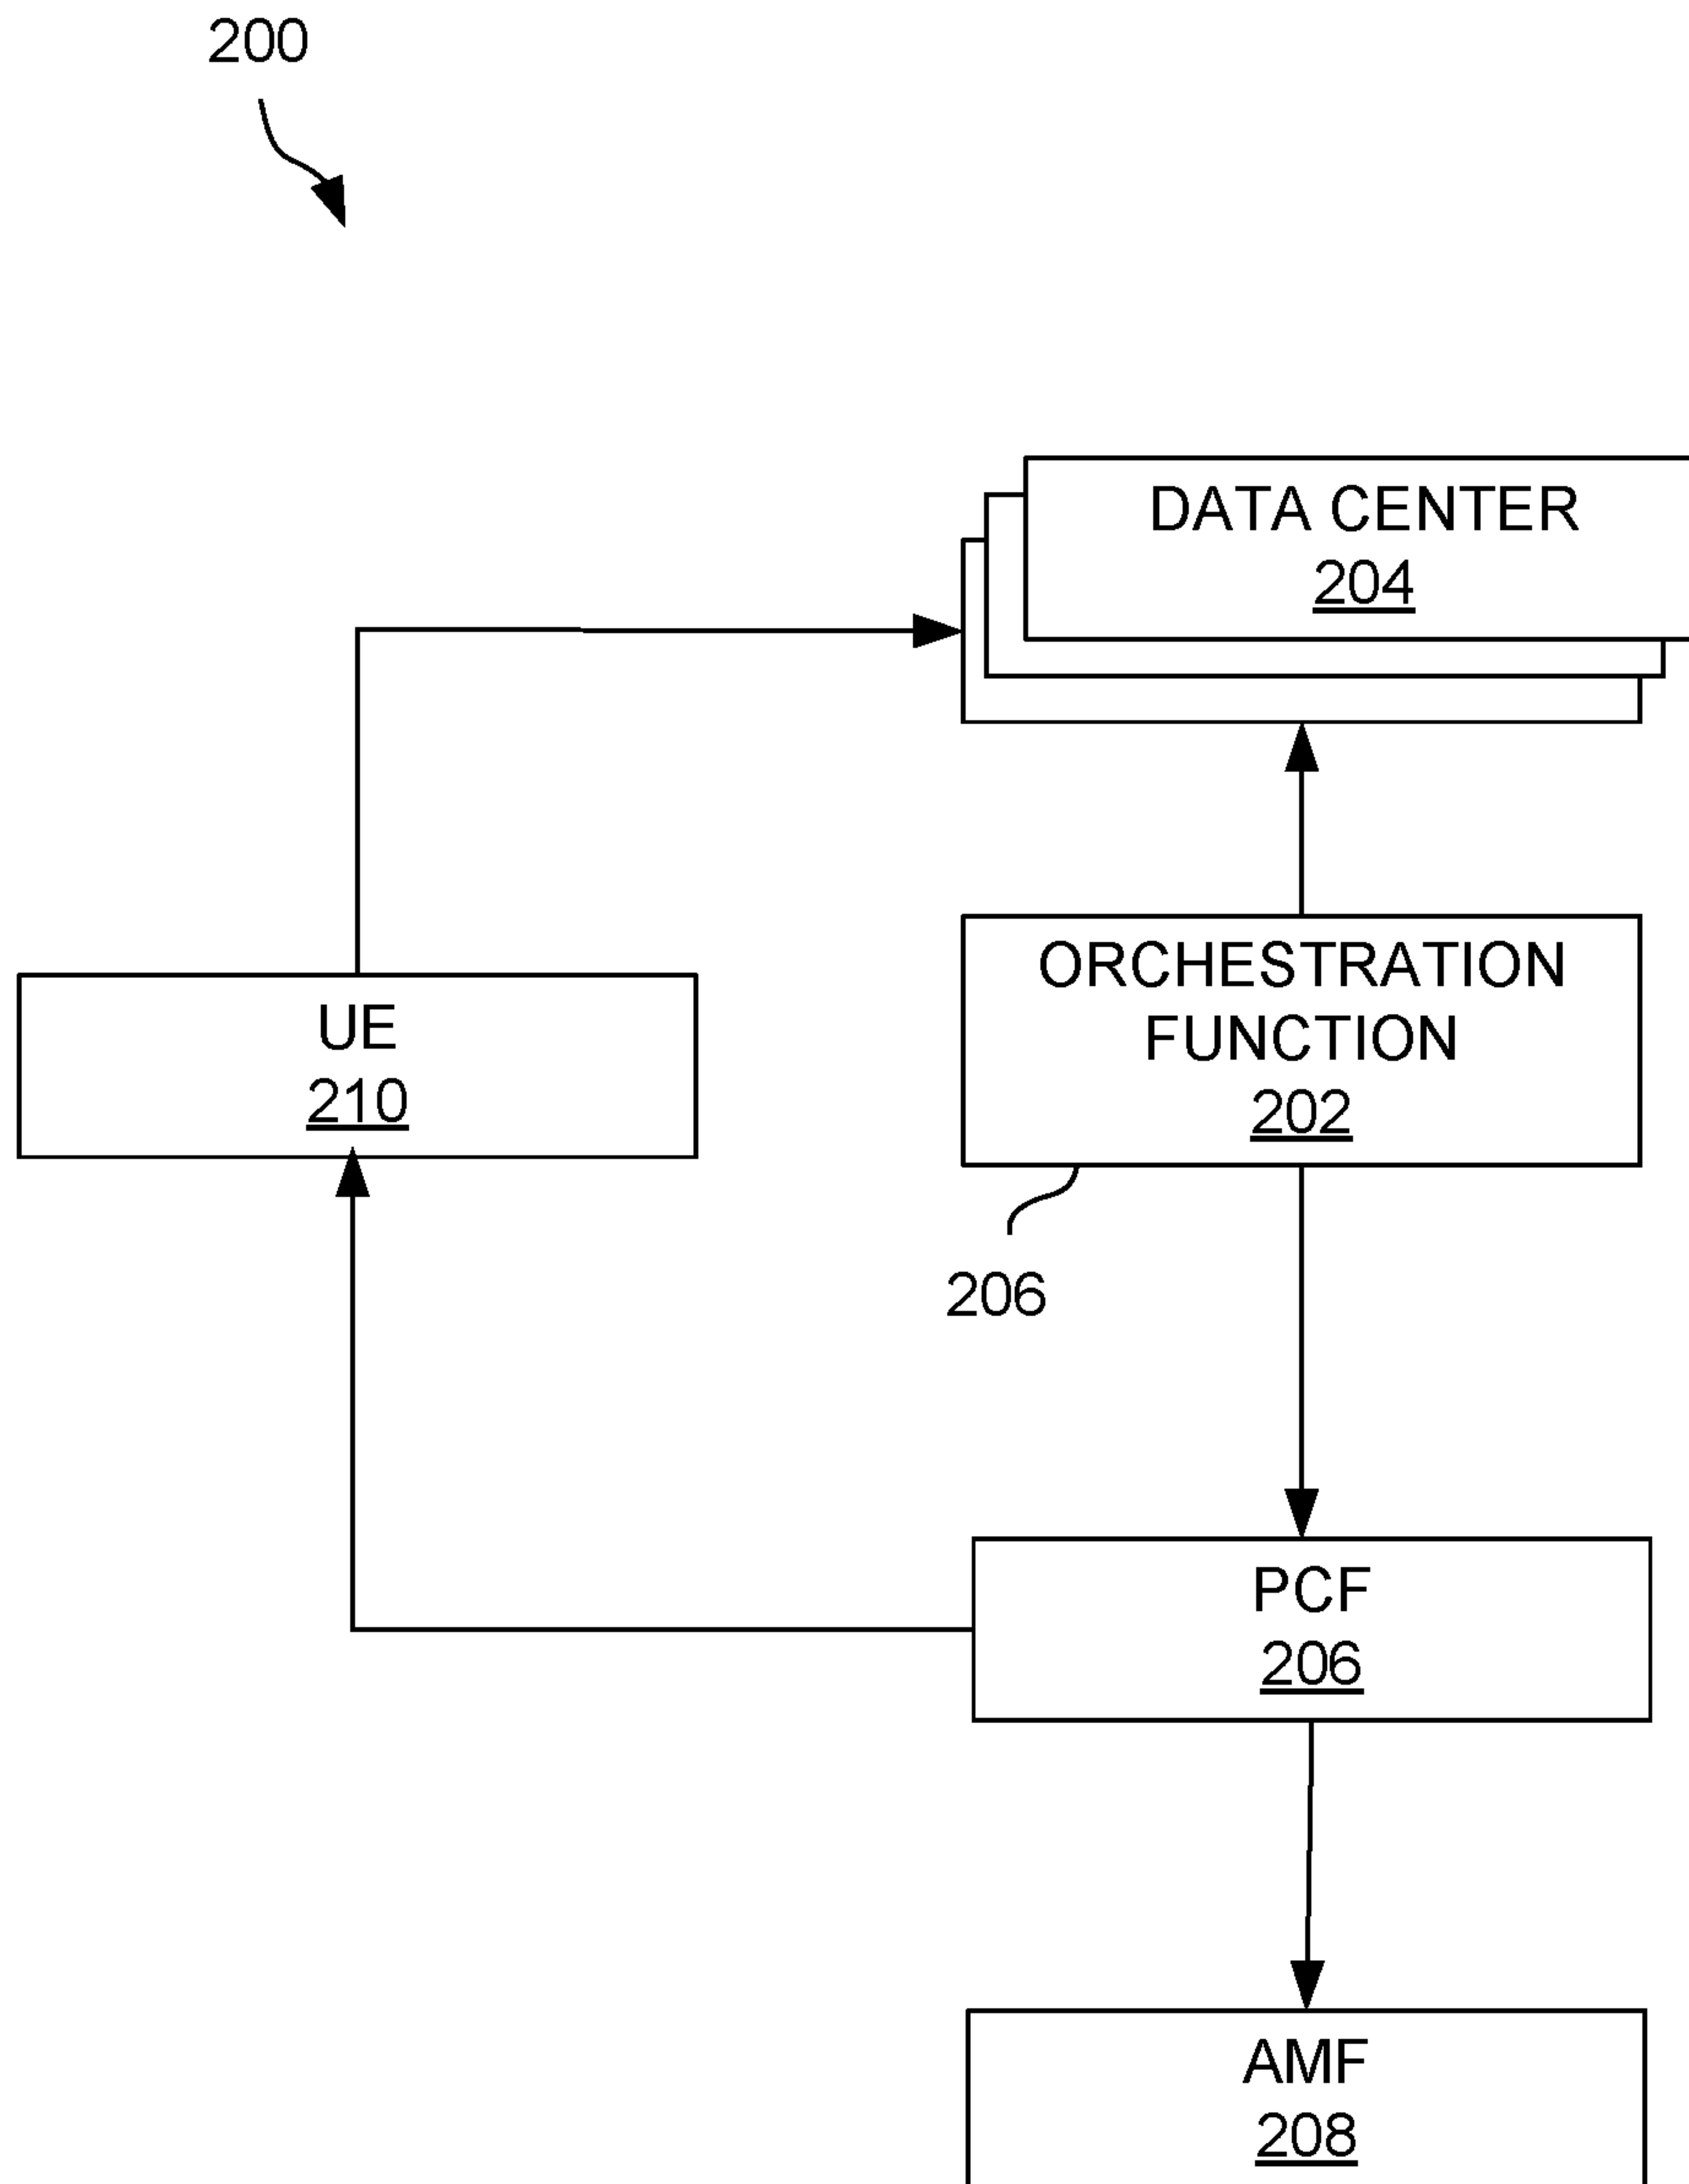 200
DATA CENTER
204
ORCHESTRATION
FUNCTION
202
UE
210
206
PCF
206
AMF
208